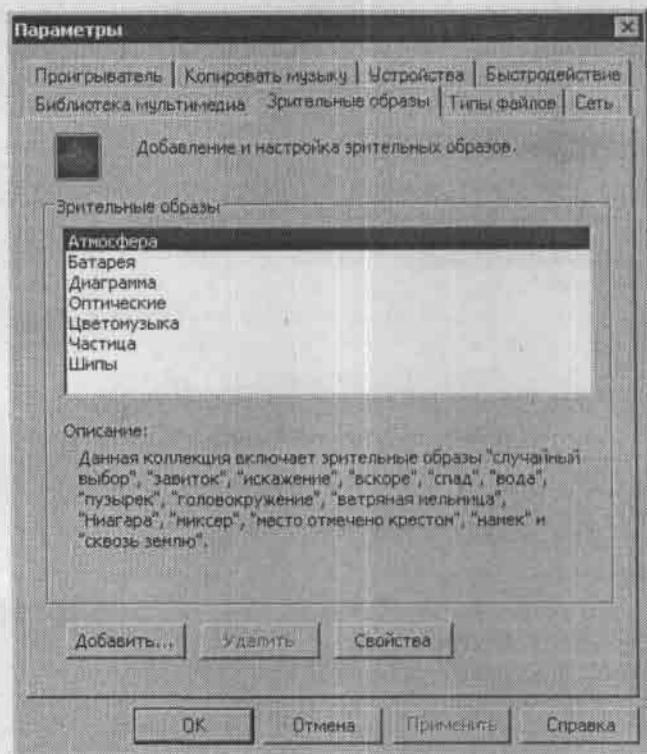 Параметры
Проигрыватель Копировать музыку Устройства Быстродействие
Библиотека мультимедиа Зрительные образы Типы файлов Сеть
Добавление и настройка зрительных образов.
Зрительные образы
Атмосфера
Батарея
Диаграмма
Оптические
Цветомузыка
Частица
Шипы
Описание:
Данная коллекция включает зрительные образы "случайный
выбор", "завиток", "искажение", "вскоре", "спад", "вода",
"пузырек", "головокружение", "ветряная мельница",
"Ниагара", "миксер", "место отмечено крестом", "намек" и
"сквозь землю".
Добавить... Удалить Свойства
ОК Отмена Применить Справка